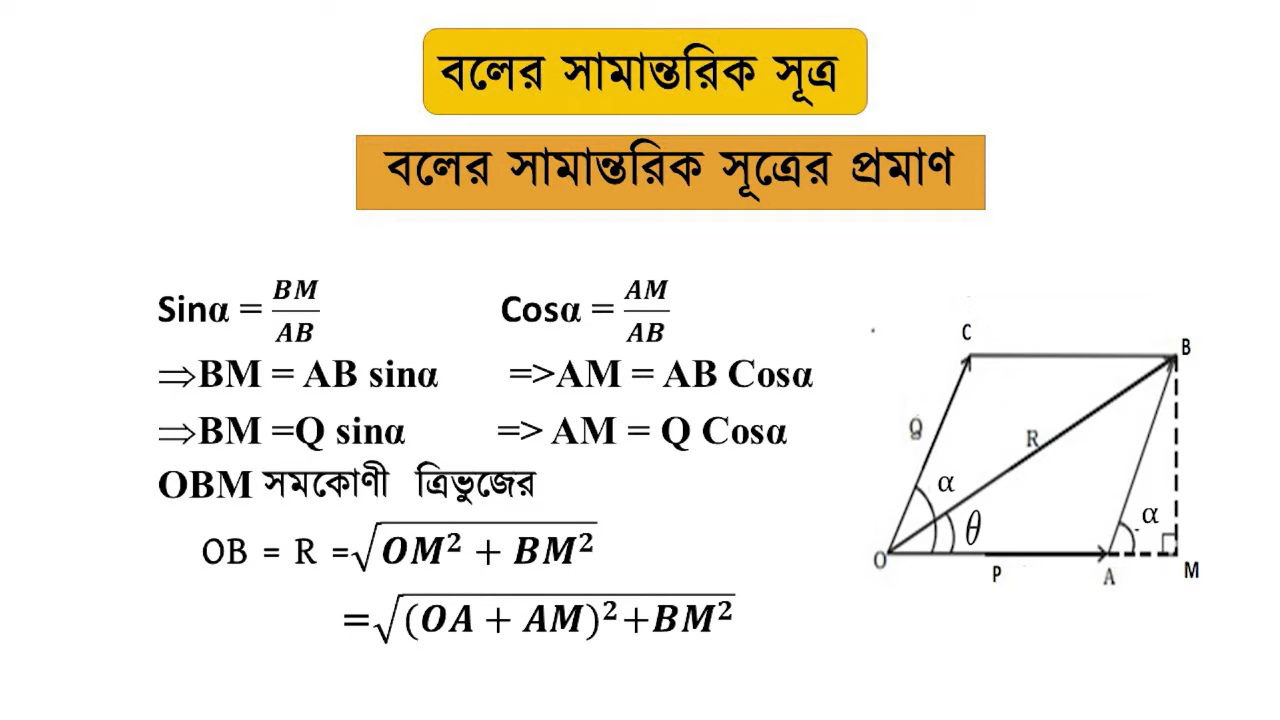 বলের সামান্তরিক সূত্র
বলের সামান্তরিক সূত্রের প্রমাণ
Sinα = BM/AB
Cosα = AM/AB
⇒BM = AB sinα
=>AM = AB Cosα
⇒BM =Q sinα
=> AM = Q Cosα
OBM সমকোণী ত্রিভুজের
OB = R =√(OM² + BM²)
=√((OA + AM)²+BM²)
C
B
Q
R
α
θ
α
O
P
A
M